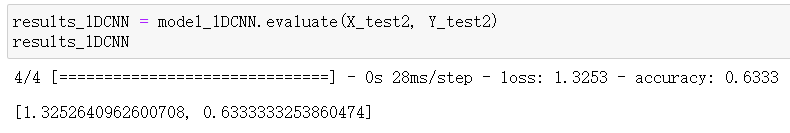 results_1DCNN = model_1DCNN.evaluate(X_test2, Y_test2)
results_1DCNN
4/4 [==============================] - 0s 28ms/step - loss: 1.3253 - accuracy: 0.6333
[1.3252640962600708, 0.6333333253860474]